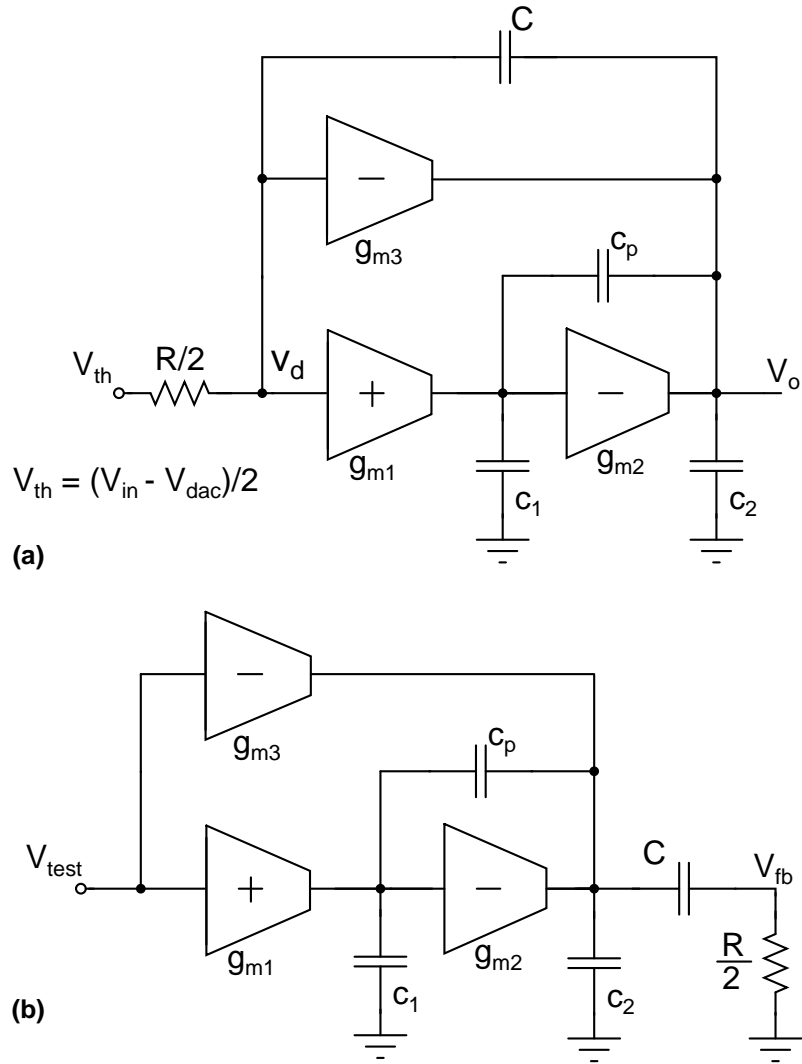 C
−
g_m3
c_p
V_th
R/2
v_d
+
−
V_o
g_m1
g_m2
c_1
c_2
V_th = (V_in - V_dac)/2
(a)
−
g_m3
c_p
V_test
+
−
C
V_fb
g_m1
g_m2
R/2
c_1
c_2
(b)